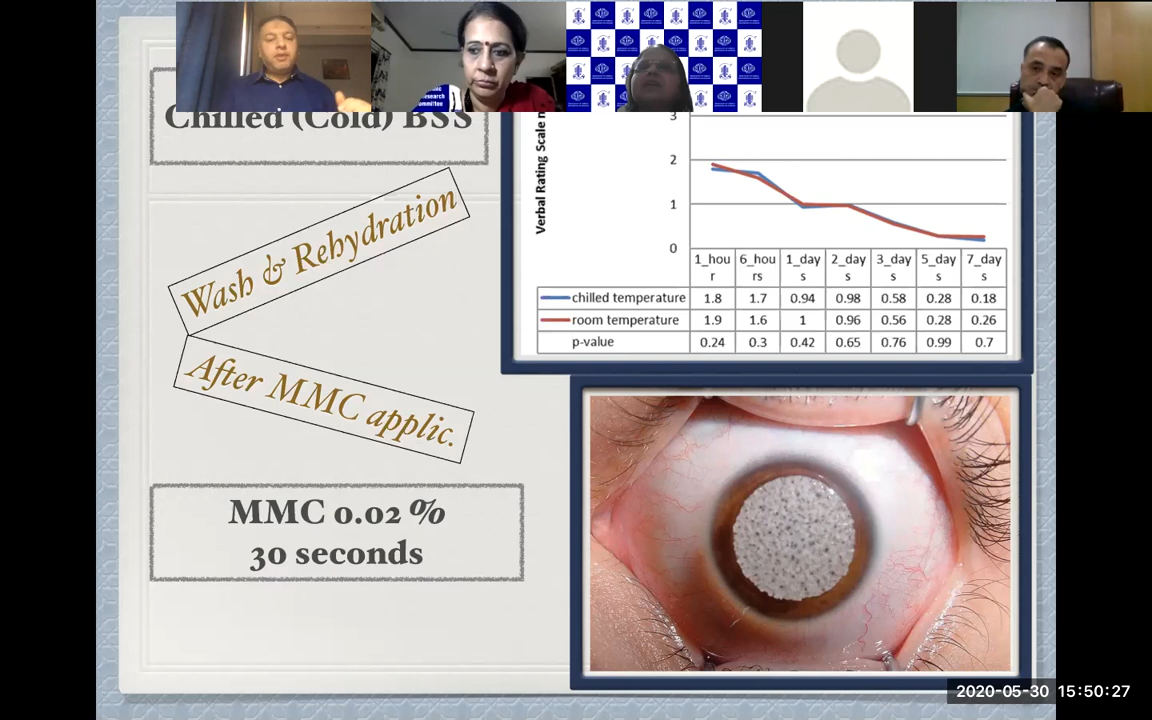 Chilled (Cold) BSS
Wash & Rehydration
After MMC applic.
MMC 0.02 %
30 seconds
Verbal Rating Scale
3
2
1
0
1_hou
r
6_hou
rs
1_day
s
2_day
s
3_day
s
5_day
s
7_day
s
chilled temperature 1.8 1.7 0.94 0.98 0.58 0.28 0.18
room temperature 1.9 1.6 1 0.96 0.56 0.28 0.26
p-value 0.24 0.3 0.42 0.65 0.76 0.99 0.7
2020-05-30 15:50:27